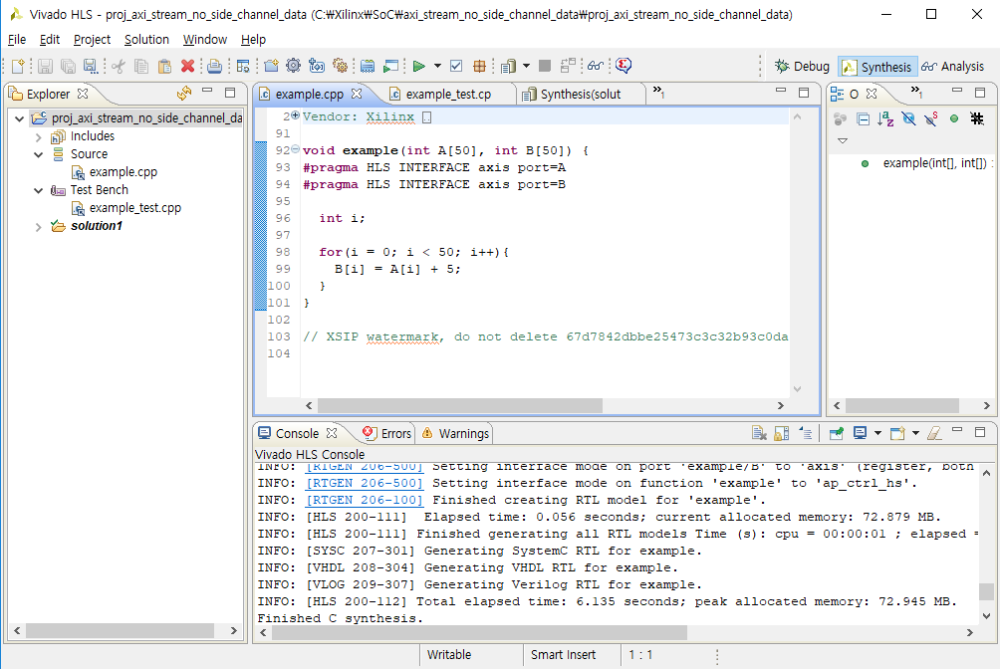 Vivado HLS - proj_axi_stream_no_side_channel_data (C:₩Xilinx₩SoC₩axi_stream_no_side_channel_data₩proj_axi_stream_no_side_channel_data)
File Edit Project Solution Window Help
Debug Synthesis Analysis
Explorer
proj_axi_stream_no_side_channel_da
Includes
Source
example.cpp
Test Bench
example_test.cpp
solution1
example.cpp example_test.cp Synthesis(solut »1
2 Vendor: Xilinx
91
92 void example(int A[50], int B[50]) {
93 #pragma HLS INTERFACE axis port=A
94 #pragma HLS INTERFACE axis port=B
95
96 int i;
97
98 for(i = 0; i < 50; i++){
99 B[i] = A[i] + 5;
100 }
101 }
102
103 // XSIP watermark, do not delete 67d7842dbbe25473c3c32b93c0da
104
O »1
example(int[], int[]) :
Console Errors Warnings
Vivado HLS Console
INFO: [RTGEN 206-500] Setting interface mode on port 'example/B' to 'axis' (register, both
INFO: [RTGEN 206-500] Setting interface mode on function 'example' to 'ap_ctrl_hs'.
INFO: [RTGEN 206-100] Finished creating RTL model for 'example'.
INFO: [HLS 200-111]  Elapsed time: 0.056 seconds; current allocated memory: 72.879 MB.
INFO: [HLS 200-111] Finished generating all RTL models Time (s): cpu = 00:00:01 ; elapsed =
INFO: [SYSC 207-301] Generating SystemC RTL for example.
INFO: [VHDL 208-304] Generating VHDL RTL for example.
INFO: [VLOG 209-307] Generating Verilog RTL for example.
INFO: [HLS 200-112] Total elapsed time: 6.135 seconds; peak allocated memory: 72.945 MB.
Finished C synthesis.
Writable Smart Insert 1 : 1